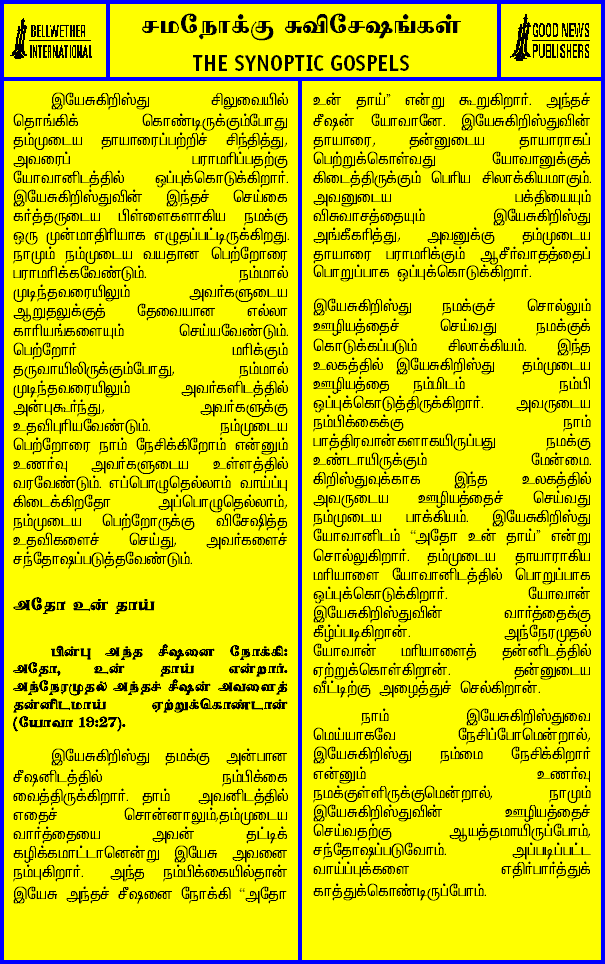 BELLWETHER
INTERNATIONAL
சமநோக்கு சுவிசேஷங்கள்
THE SYNOPTIC GOSPELS
GOOD NEWS
PUBLISHERS
இயேசுகிறிஸ்து சிலுவையில்
தொங்கிக் கொண்டிருக்கும்போது
தம்முடைய தாயாரைப்பற்றிச் சிந்தித்து,
அவரைப் பராமரிப்பதற்கு
யோவானிடத்தில் ஒப்புக்கொடுக்கிறார்.
இயேசுகிறிஸ்துவின் இந்தச் செய்கை
கர்த்தருடைய பிள்ளைகளாகிய நமக்கு
ஒரு முன்மாதிரியாக எழுதப்பட்டிருக்கிறது.
நாமும் நம்முடைய வயதான பெற்றோரை
பராமரிக்கவேண்டும். நம்மால்
முடிந்தவரையிலும் அவர்களுடைய
ஆறுதலுக்குத் தேவையான எல்லா
காரியங்களையும் செய்யவேண்டும்.
பெற்றோர் மரிக்கும்
தருவாயிலிருக்கும்போது, நம்மால்
முடிந்தவரையிலும் அவர்களிடத்தில்
அன்புகூர்ந்து, அவர்களுக்கு
உதவிபுரியவேண்டும். நம்முடைய
பெற்றோரை நாம் நேசிக்கிறோம் என்னும்
உணர்வு அவர்களுடைய உள்ளத்தில்
வரவேண்டும். எப்பொழுதெல்லாம் வாய்ப்பு
கிடைக்கிறதோ அப்பொழுதெல்லாம்,
நம்முடைய பெற்றோருக்கு விசேஷித்த
உதவிகளைச் செய்து, அவர்களைச்
சந்தோஷப்படுத்தவேண்டும்.
அதோ உன் தாய்
பின்பு அந்த சீஷனை நோக்கி:
அதோ, உன் தாய் என்றார்.
அந்நேரமுதல் அந்தச் சீஷன் அவளைத்
தன்னிடமாய் ஏற்றுக்கொண்டான்
(யோவா 19:27).
இயேசுகிறிஸ்து தமக்கு அன்பான
சீஷனிடத்தில் நம்பிக்கை
வைத்திருக்கிறார். தாம் அவனிடத்தில்
எதைச் சொன்னாலும்,தம்முடைய
வார்த்தையை அவன் தட்டிக்
கழிக்கமாட்டானென்று இயேசு அவனை
நம்புகிறார். அந்த நம்பிக்கையில்தான்
இயேசு அந்தச் சீஷனை நோக்கி "அதோ
உன் தாய்" என்று கூறுகிறார். அந்தச்
சீஷன் யோவானே. இயேசுகிறிஸ்துவின்
தாயாரை, தன்னுடைய தாயாராகப்
பெற்றுக்கொள்வது யோவானுக்குக்
கிடைத்திருக்கும் பெரிய சிலாக்கியமாகும்.
அவனுடைய பக்தியையும்
விசுவாசத்தையும் இயேசுகிறிஸ்து
அங்கீகரித்து, அவனுக்கு தம்முடைய
தாயாரை பராமரிக்கும் ஆசீர்வாதத்தைப்
பொறுப்பாக ஒப்புக்கொடுக்கிறார்.
இயேசுகிறிஸ்து நமக்குச் சொல்லும்
ஊழியத்தைச் செய்வது நமக்குக்
கொடுக்கப்படும் சிலாக்கியம். இந்த
உலகத்தில் இயேசுகிறிஸ்து தம்முடைய
ஊழியத்தை நம்மிடம் நம்பி
ஒப்புக்கொடுத்திருக்கிறார். அவருடைய
நம்பிக்கைக்கு நாம்
பாத்திரவான்களாகயிருப்பது நமக்கு
உண்டாயிருக்கும் மேன்மை.
கிறிஸ்துவுக்காக இந்த உலகத்தில்
அவருடைய ஊழியத்தைச் செய்வது
நம்முடைய பாக்கியம். இயேசுகிறிஸ்து
யோவானிடம் "அதோ உன் தாய்" என்று
சொல்லுகிறார். தம்முடைய தாயாராகிய
மரியாளை யோவானிடத்தில் பொறுப்பாக
ஒப்புக்கொடுக்கிறார். யோவான்
இயேசுகிறிஸ்துவின் வார்த்தைக்கு
கீழ்ப்படிகிறான். அந்நேரமுதல்
யோவான் மரியாளைத் தன்னிடத்தில்
ஏற்றுக்கொள்கிறான். தன்னுடைய
வீட்டிற்கு அழைத்துச் செல்கிறான்.
நாம் இயேசுகிறிஸ்துவை
மெய்யாகவே நேசிப்போமென்றால்,
இயேசுகிறிஸ்து நம்மை நேசிக்கிறார்
என்னும் உணர்வு
நமக்குள்ளிருக்குமென்றால், நாமும்
இயேசுகிறிஸ்துவின் ஊழியத்தைச்
செய்வதற்கு ஆயத்தமாயிருப்போம்,
சந்தோஷப்படுவோம். அப்படிப்பட்ட
வாய்ப்புக்களை எதிர்பார்த்துக்
காத்துக்கொண்டிருப்போம்.